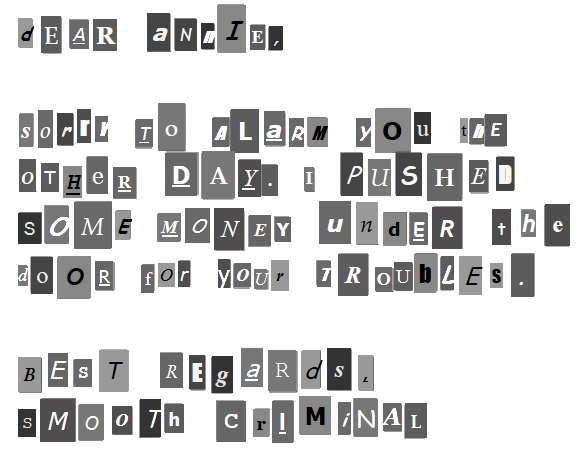 dEAR aNnIE,
sorrY To ALaRM yOu tHE
oTHeR DAY. I PUSHED
SOME MONEY undER the
doOR for yoUr TROUbLEs.
BEsT REgaRds,
sMOoTh CrIMiNAL